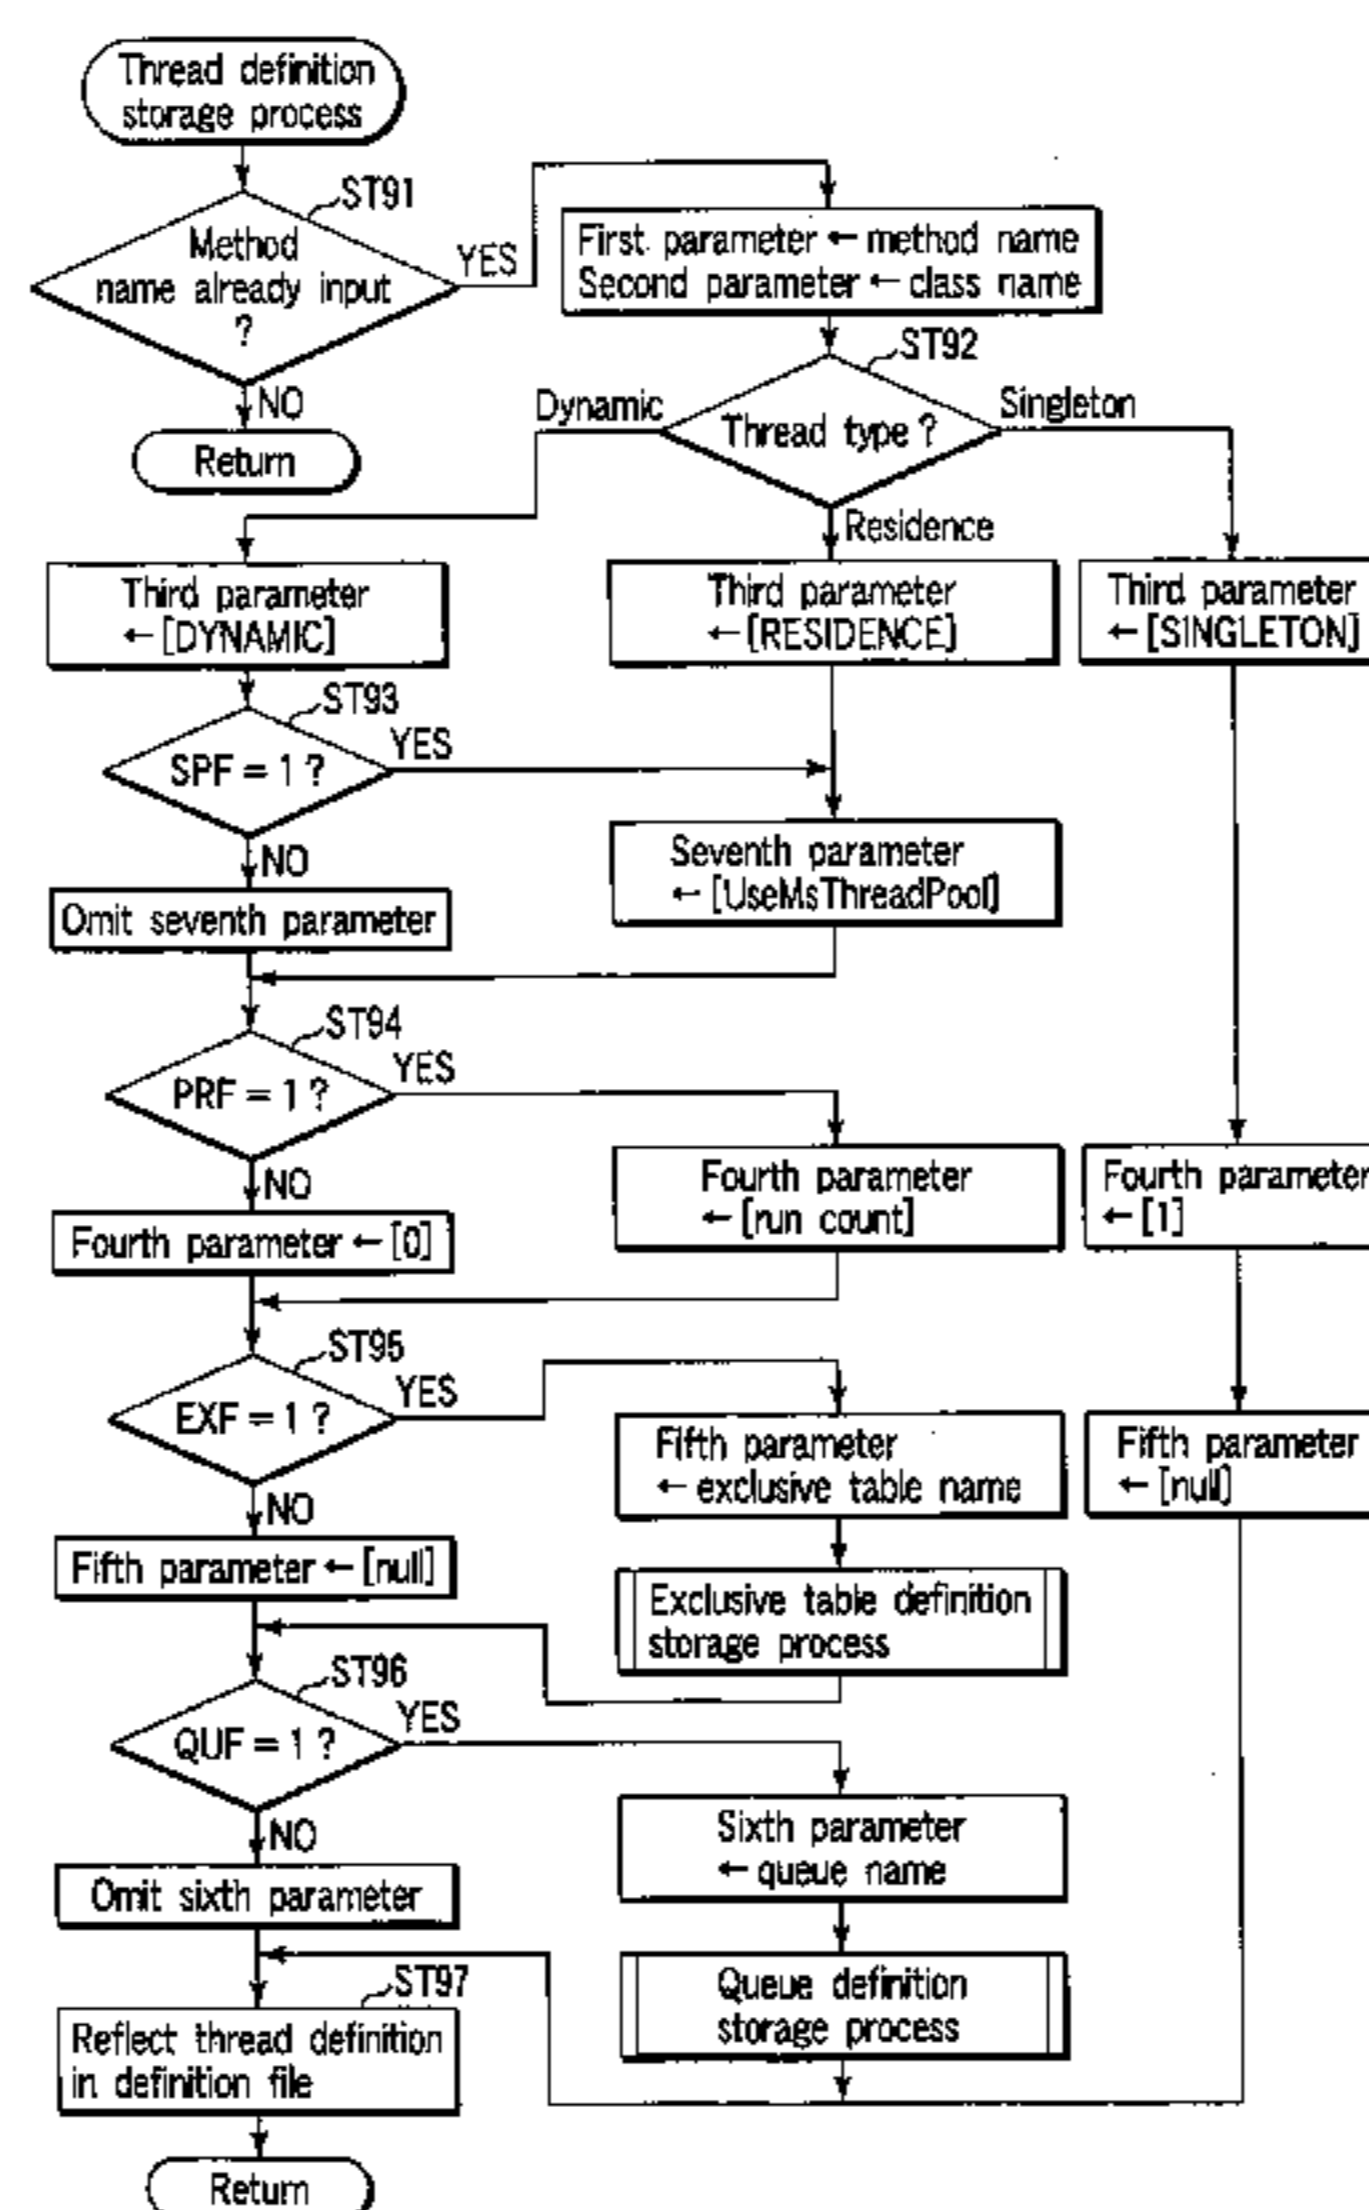 Thread definition
storage process
ST91
Method
name already input
?
YES
NO
Return
First parameter ← method name
Second parameter ← class name
ST92
Thread type ?
Dynamic
Singleton
Residence
Third parameter
← [DYNAMIC]
Third parameter
← [RESIDENCE]
Third parameter
← [SINGLETON]
ST93
SPF = 1 ?
YES
NO
Seventh parameter
← [UseMsThreadPool]
Omit seventh parameter
ST94
PRF = 1 ?
YES
NO
Fourth parameter
← [run count]
Fourth parameter
← [1]
Fourth parameter ← [0]
ST95
EXF = 1 ?
YES
NO
Fifth parameter
← exclusive table name
Fifth parameter
← [null]
Fifth parameter ← [null]
Exclusive table definition
storage process
ST96
QUF = 1 ?
YES
NO
Sixth parameter
← queue name
Omit sixth parameter
Queue definition
storage process
ST97
Reflect thread definition
in definition file
Return